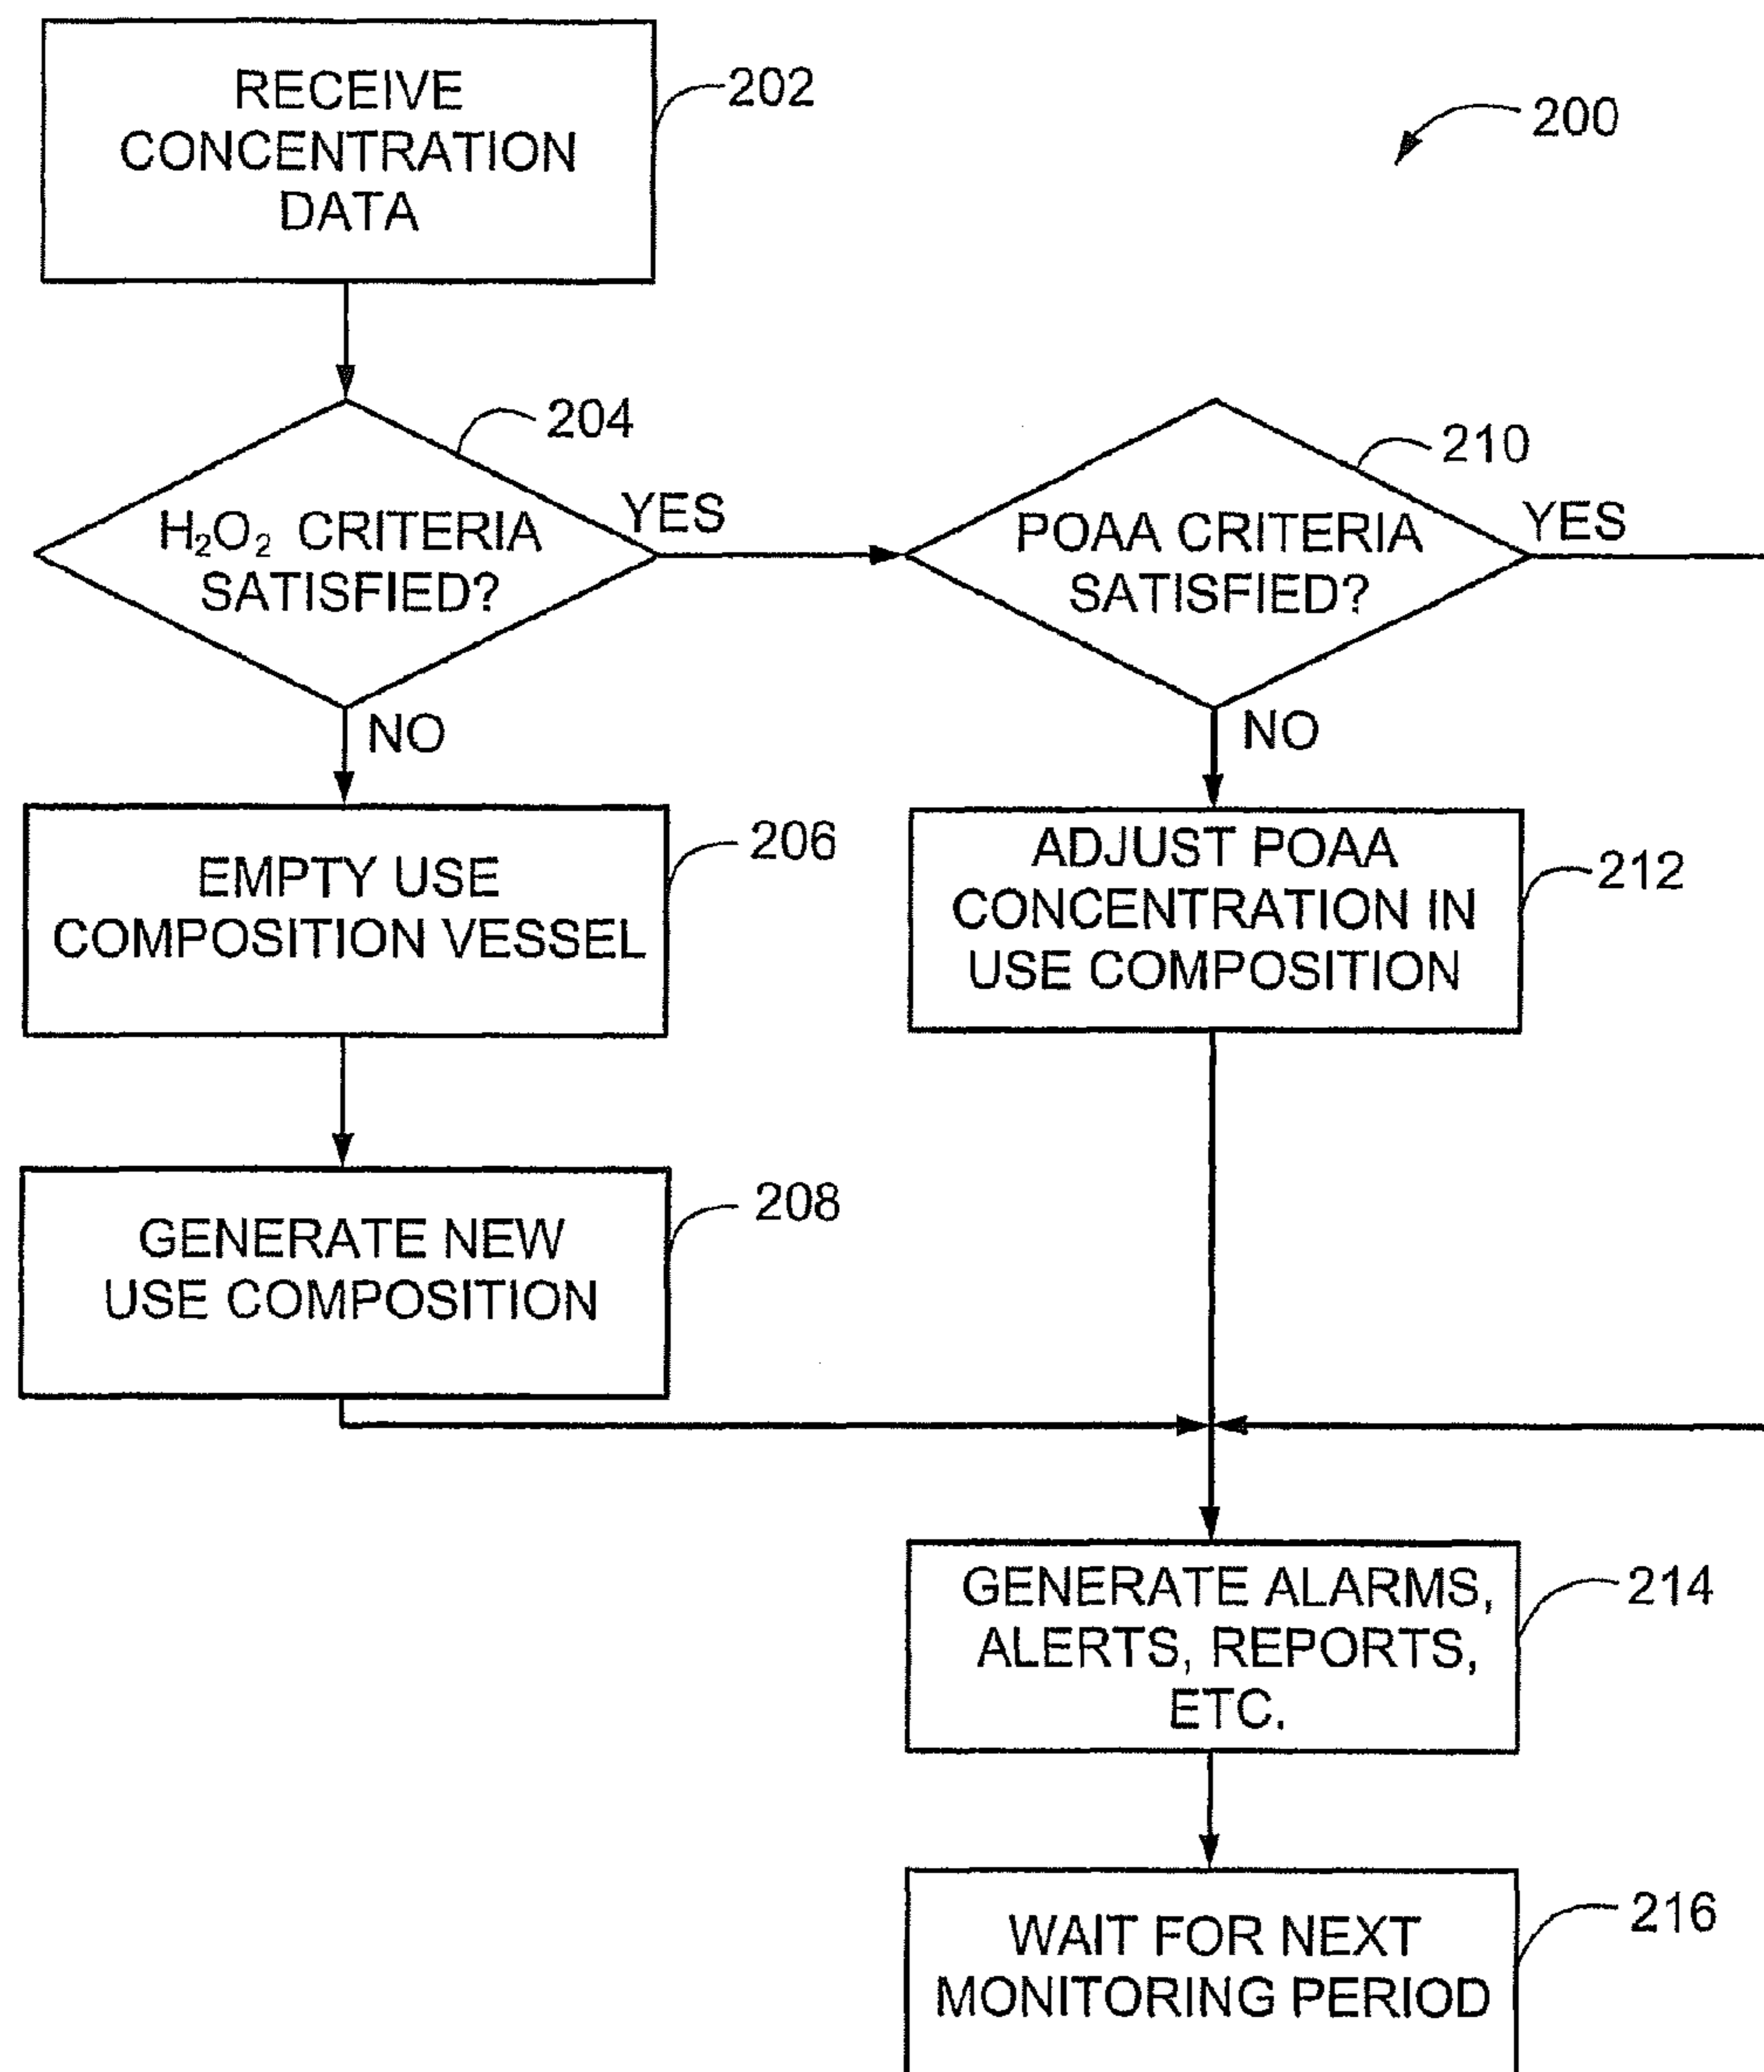 RECEIVE
CONCENTRATION
DATA
202
200
204
H₂O₂ CRITERIA
SATISFIED?
YES
NO
210
POAA CRITERIA
SATISFIED?
YES
NO
EMPTY USE
COMPOSITION VESSEL
206
ADJUST POAA
CONCENTRATION IN
USE COMPOSITION
212
GENERATE NEW
USE COMPOSITION
208
GENERATE ALARMS,
ALERTS, REPORTS,
ETC.
214
WAIT FOR NEXT
MONITORING PERIOD
216